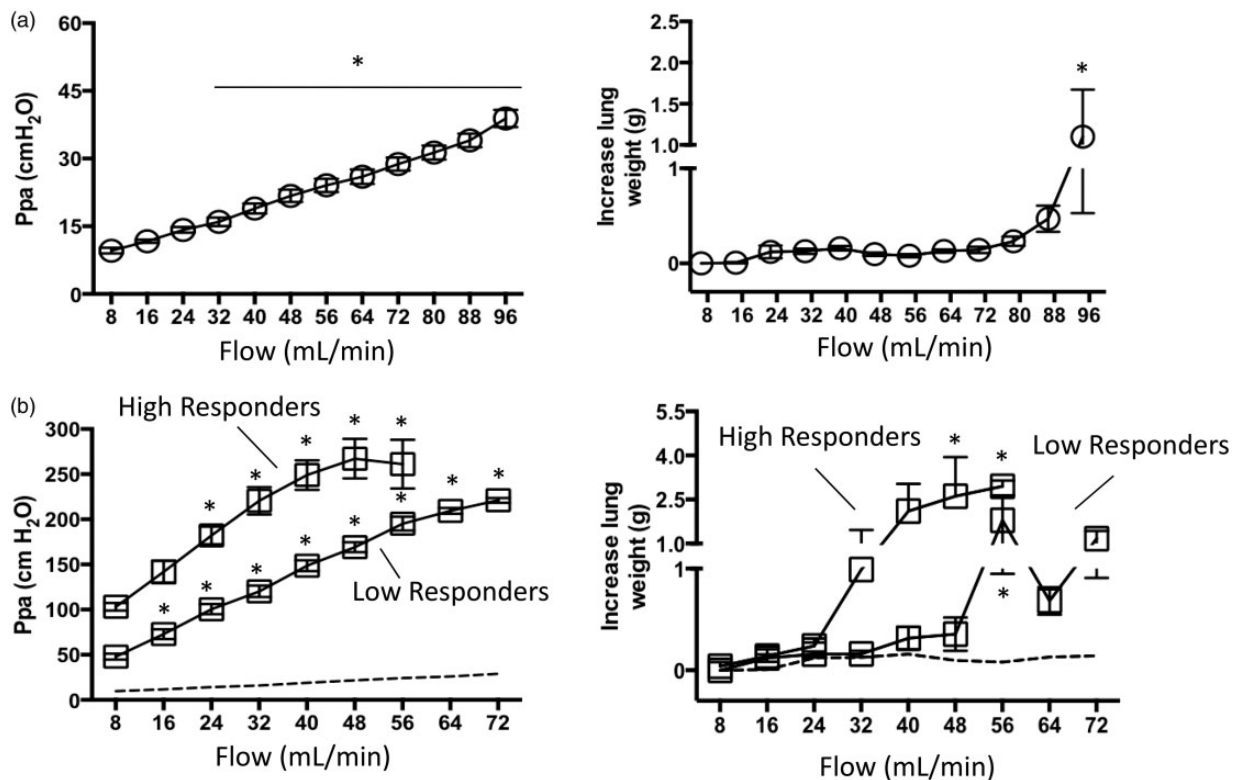 (a)
60
45
30
15
0
Ppa (cmH2O)
*
8 16 24 32 40 48 56 64 72 80 88 96
Flow (mL/min)
2.5
2.0
1.5
1.0
1
0
Increase lung
weight (g)
*
8 16 24 32 40 48 56 64 72 80 88 96
Flow (mL/min)
(b)
300
250
200
150
100
50
0
Ppa (cm H2O)
High Responders
* * * * *
* * * * * * * *
Low Responders
8 16 24 32 40 48 56 64 72
Flow (mL/min)
5.5
4.0
2.5
1.0
1
0
Increase lung
weight (g)
High Responders
* *
Low Responders
*
8 16 24 32 40 48 56 64 72
Flow (mL/min)